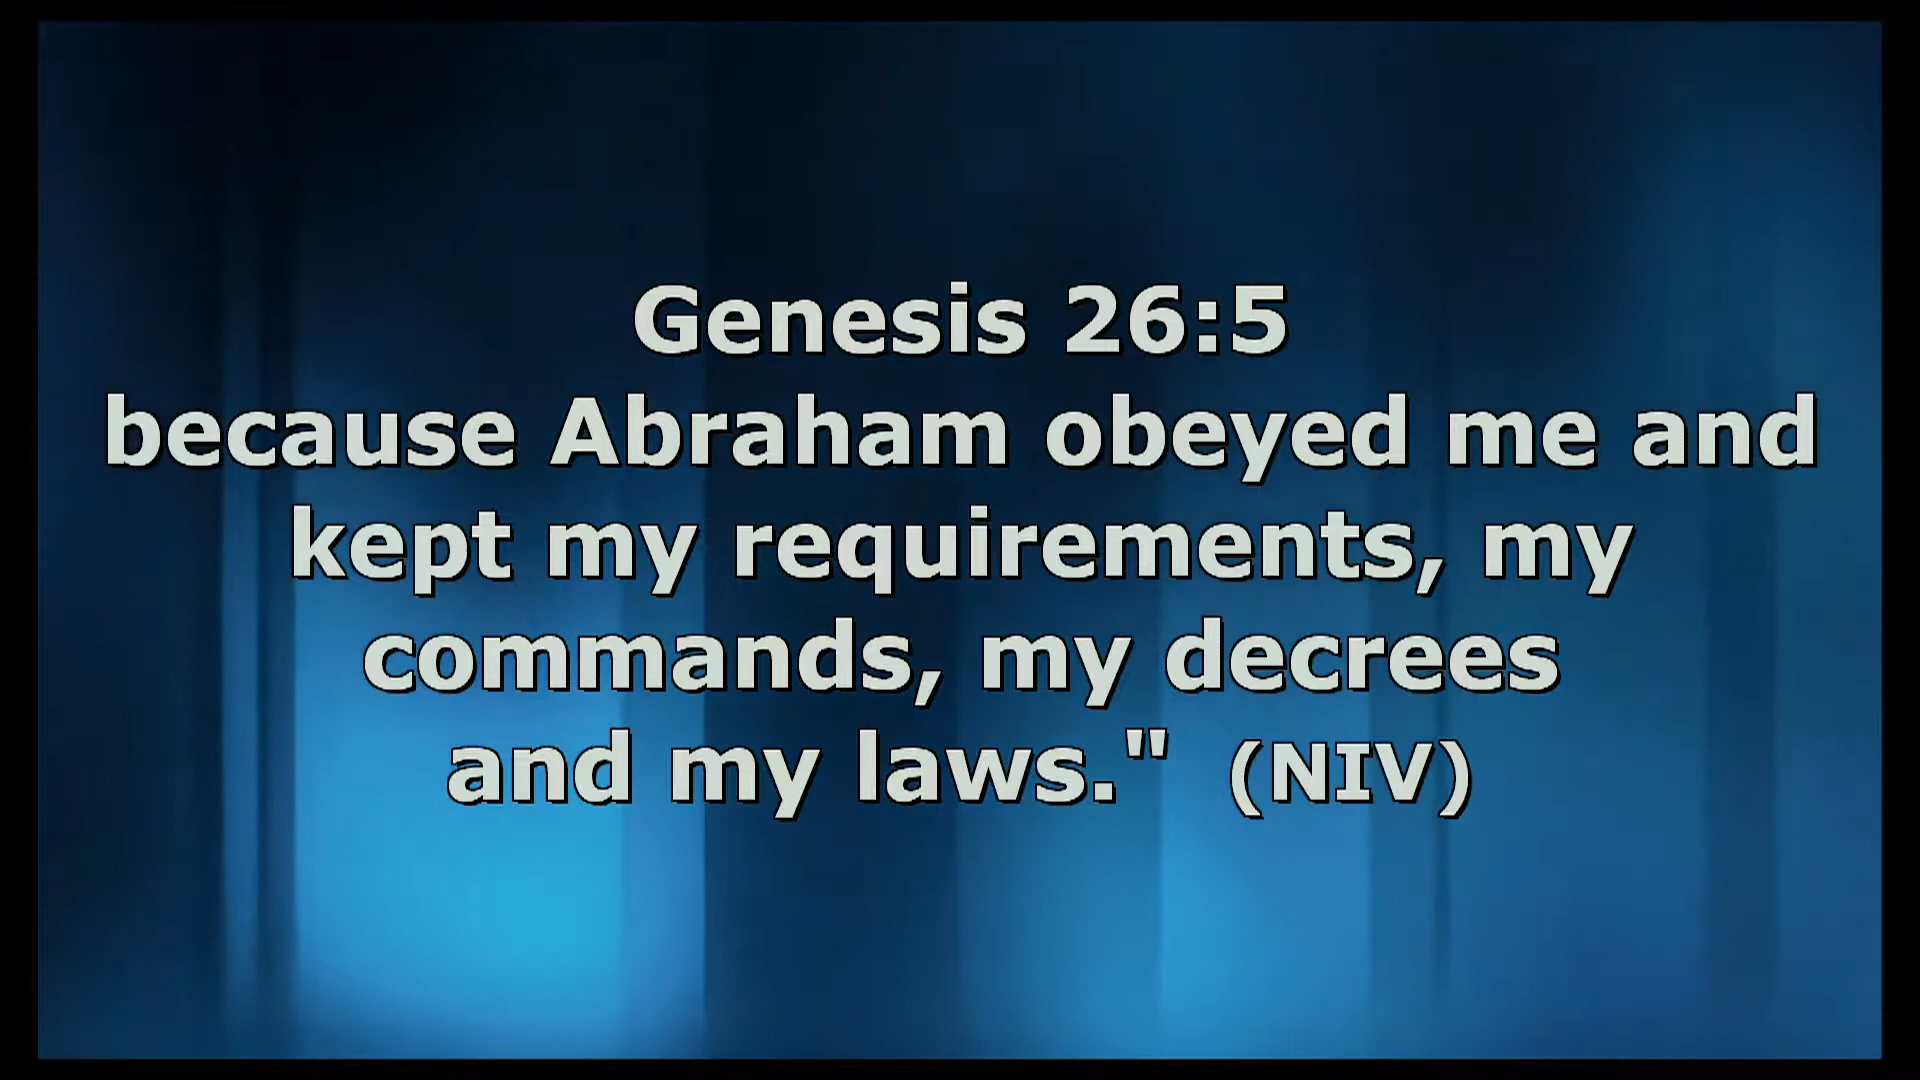 Genesis 26:5
because Abraham obeyed me and
kept my requirements, my
commands, my decrees
and my laws." (NIV)